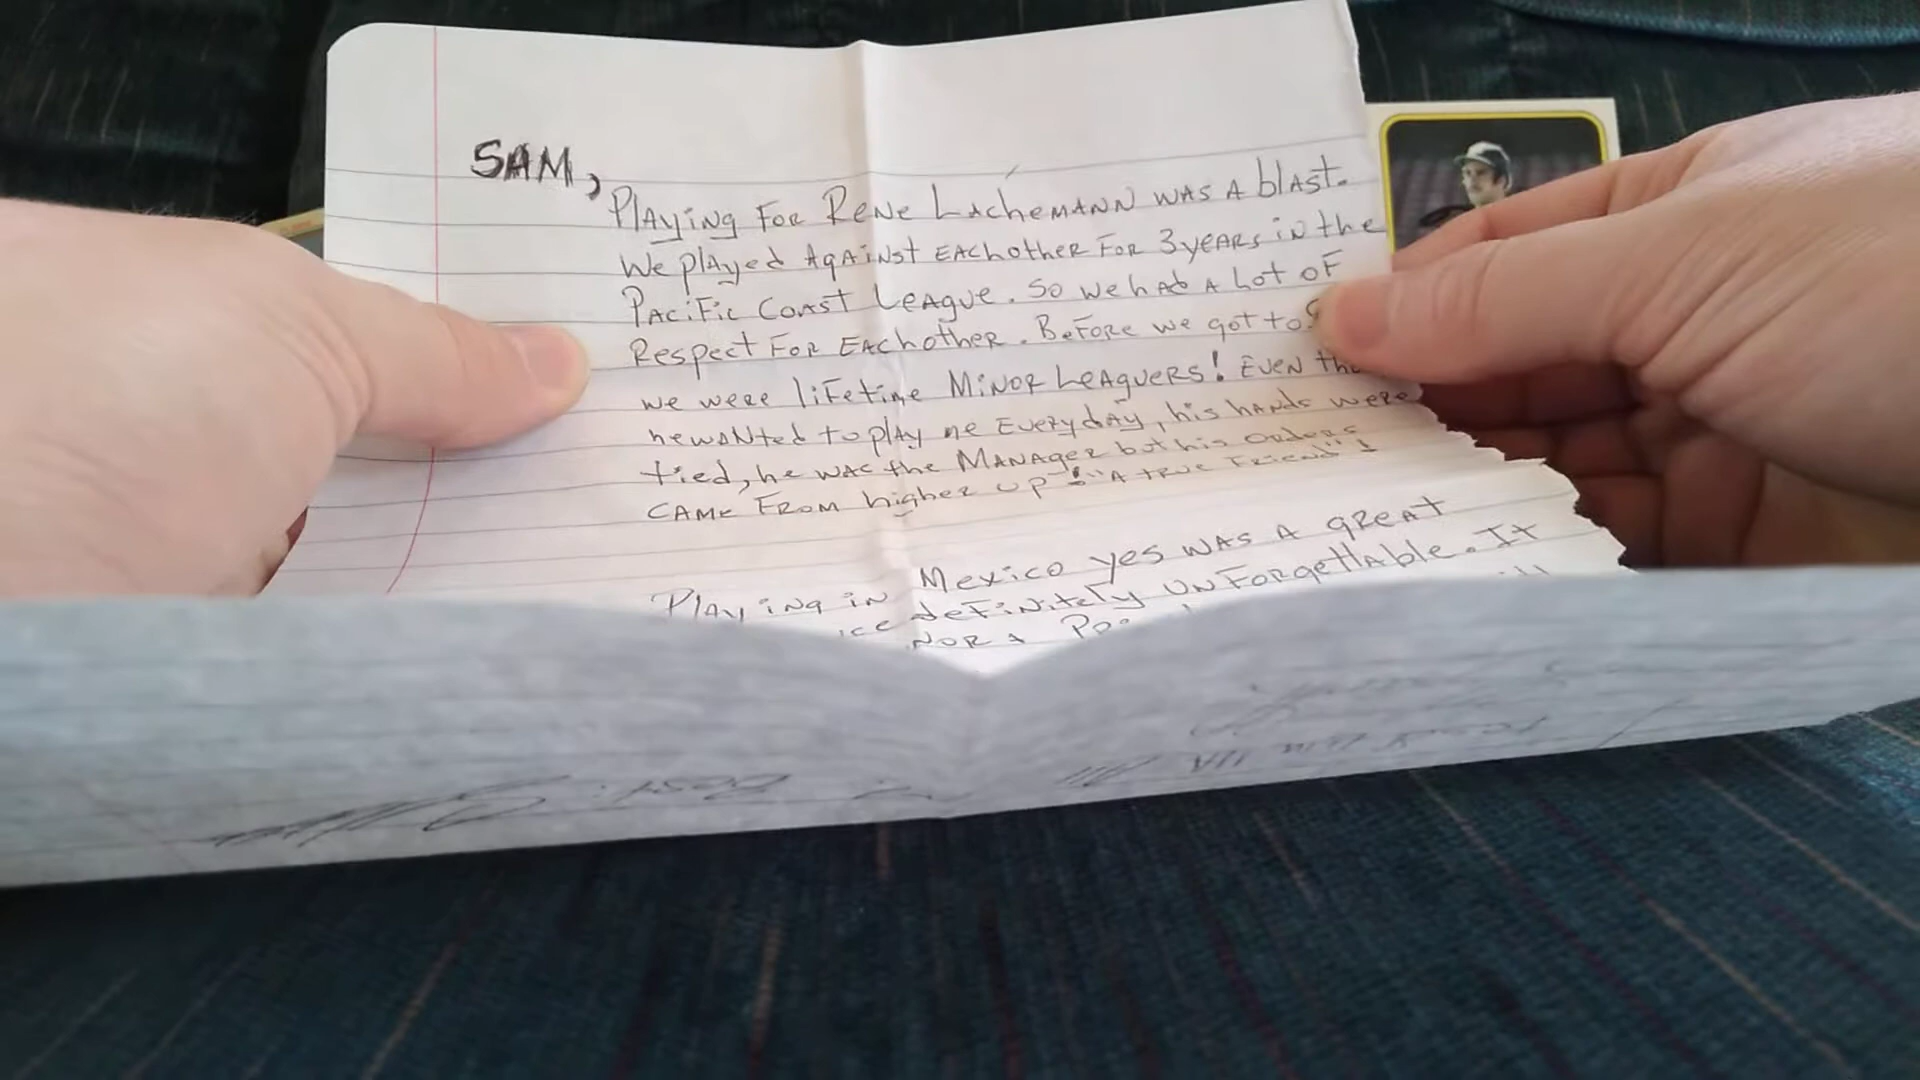 SAM,
PLAYING FOR RENE LACHEMANN WAS A BLAST.
WE PLAYED AGAINST EACHOTHER FOR 3 YEARS IN THE
PACIFIC COAST LEAGUE. SO WE HAD A LOT OF
RESPECT FOR EACHOTHER. BEFORE WE GOT TO
WE WERE LIFETIME MINOR LEAGUERS! EVEN
HE WANTED TO PLAY ME EVERYDAY, HIS HANDS WERE
TIED, HE WAS THE MANAGER BUT HIS ORDERS
CAME FROM HIGHER UP! "A TRUE FRIEND"!
PLAYING IN MEXICO YES WAS A GREAT
DEFINITELY UNFORGETTABLE. IT